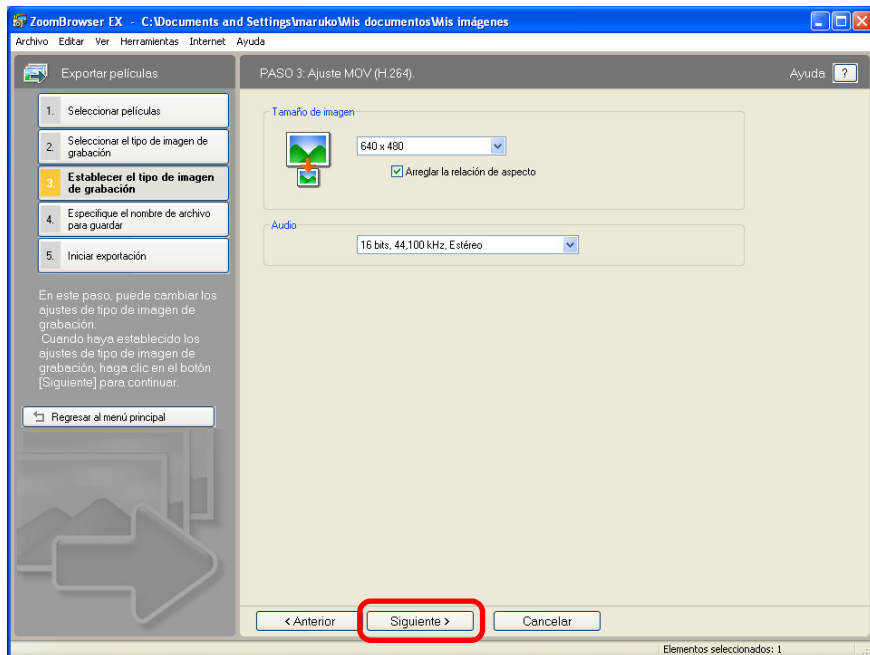 ZoomBrowser EX - C:\Documents and Settings\maruko\Mis documentos\Mis imágenes
Archivo Editar Ver Herramientas Internet Ayuda
Exportar películas
PASO 3: Ajuste MOV (H.264).
Ayuda ?
1. Seleccionar películas
2. Seleccionar el tipo de imagen de
grabación
3. Establecer el tipo de imagen
de grabación
4. Especifique el nombre de archivo
para guardar
5. Iniciar exportación
En este paso, puede cambiar los
ajustes de tipo de imagen de
grabación.
Cuando haya establecido los
ajustes de tipo de imagen de
grabación, haga clic en el botón
[Siguiente] para continuar.
Regresar al menú principal
Tamaño de imagen
640 x 480
Arreglar la relación de aspecto
Audio
16 bits, 44,100 kHz, Estéreo
< Anterior
Siguiente >
Cancelar
Elementos seleccionados: 1